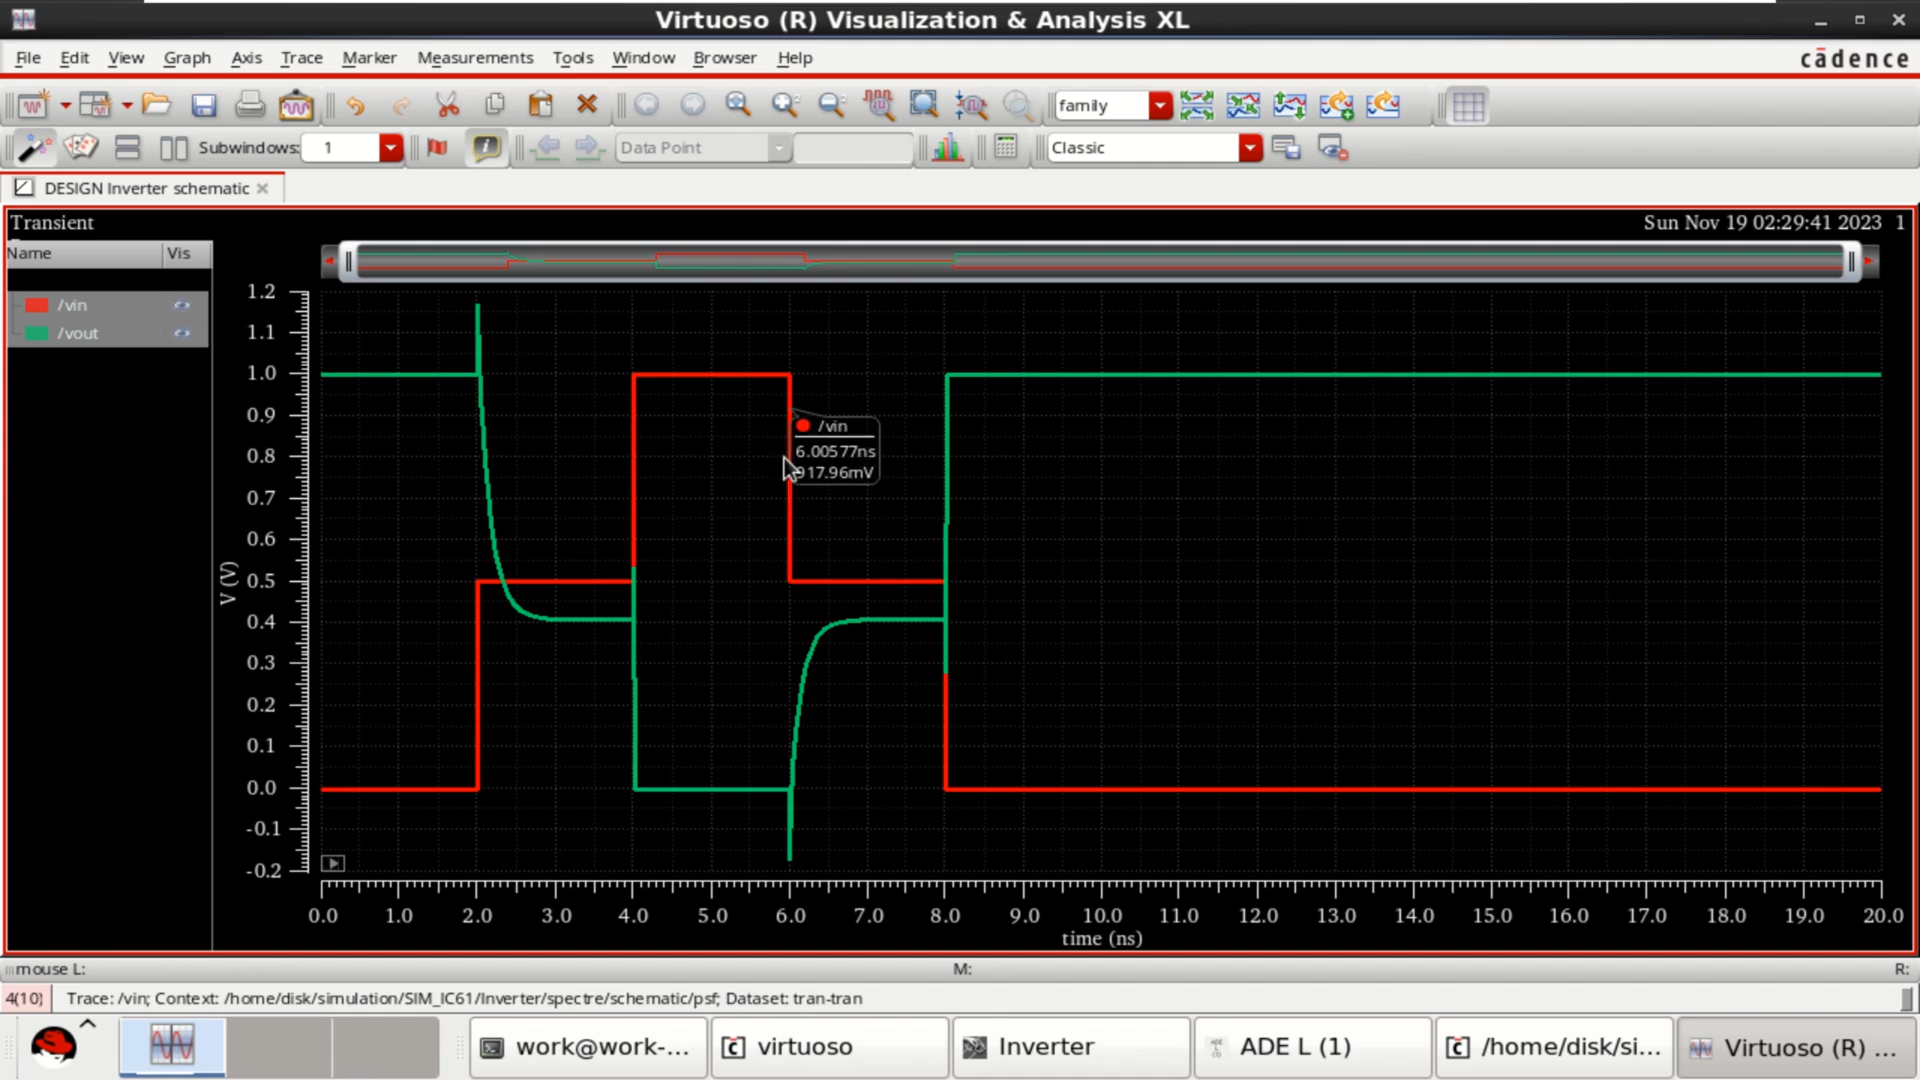 Virtuoso (R) Visualization & Analysis XL
File Edit View Graph Axis Trace Marker Measurements Tools Window Browser Help cādence
family
Subwindows: 1 Data Point Classic
DESIGN Inverter schematic
Transient Sun Nov 19 02:29:41 2023 1
Name Vis
/vin
/vout
1.2
1.1
1.0
0.9
0.8
0.7
0.6
0.5
0.4
0.3
0.2
0.1
0.0
-0.1
-0.2
V (V)
/vin
6.00577ns
917.96mV
0.0 1.0 2.0 3.0 4.0 5.0 6.0 7.0 8.0 9.0 10.0 11.0 12.0 13.0 14.0 15.0 16.0 17.0 18.0 19.0 20.0
time (ns)
mouse L: M: R:
4(10) Trace: /vin; Context: /home/disk/simulation/SIM_IC61/Inverter/spectre/schematic/psf; Dataset: tran-tran
work@work-... virtuoso Inverter ADE L (1) /home/disk/si... Virtuoso (R) ...